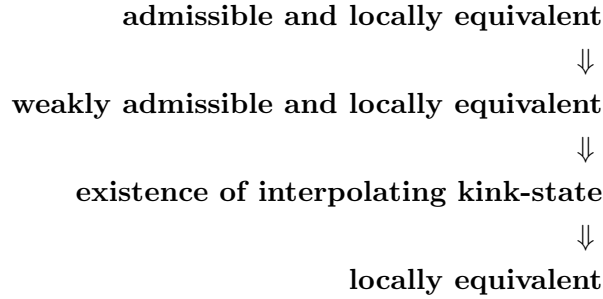 admissible and locally equivalent
⇓
weakly admissible and locally equivalent
⇓
existence of interpolating kink-state
⇓
locally equivalent